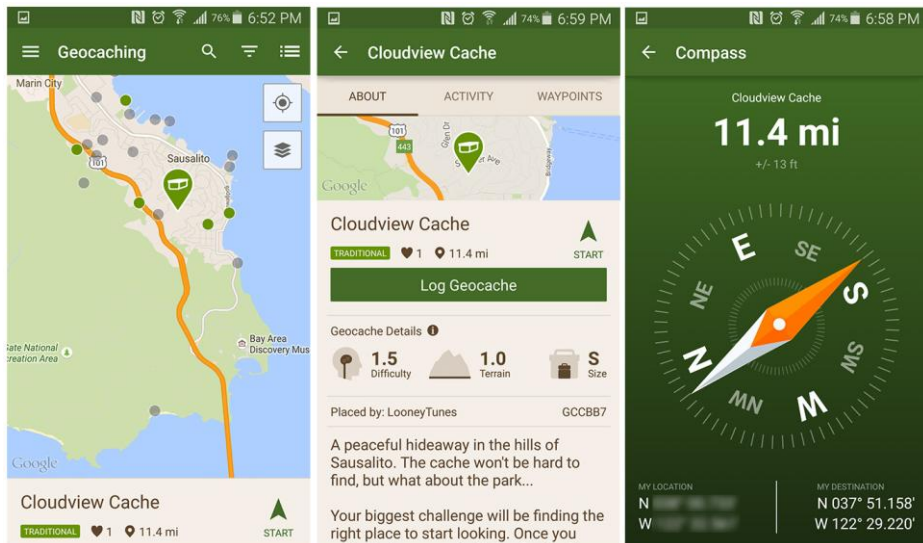 76% 6:52 PM
Geocaching
Marin City
101
Sausalito
Bay Area
Discovery Mus
ate National
creation Area
Google
Cloudview Cache
TRADITIONAL 1 11.4 mi
START
74% 6:59 PM
Cloudview Cache
ABOUT ACTIVITY WAYPOINTS
101
443
Glen Dr
Bridgeway
Google
Cloudview Cache
TRADITIONAL 1 11.4 mi
START
Log Geocache
Geocache Details
1.5 1.0 S
Difficulty Terrain Size
Placed by: LooneyTunes GCCBB7
A peaceful hideaway in the hills of
Sausalito. The cache won't be hard to
find, but what about the park...
Your biggest challenge will be finding the
right place to start looking. Once you
74% 6:58 PM
Compass
Cloudview Cache
11.4 mi
+/- 13 ft
E
SE
NE
S
N
SW
NW
W
MY LOCATION MY DESTINATION
N N 037° 51.158'
W W 122° 29.220'